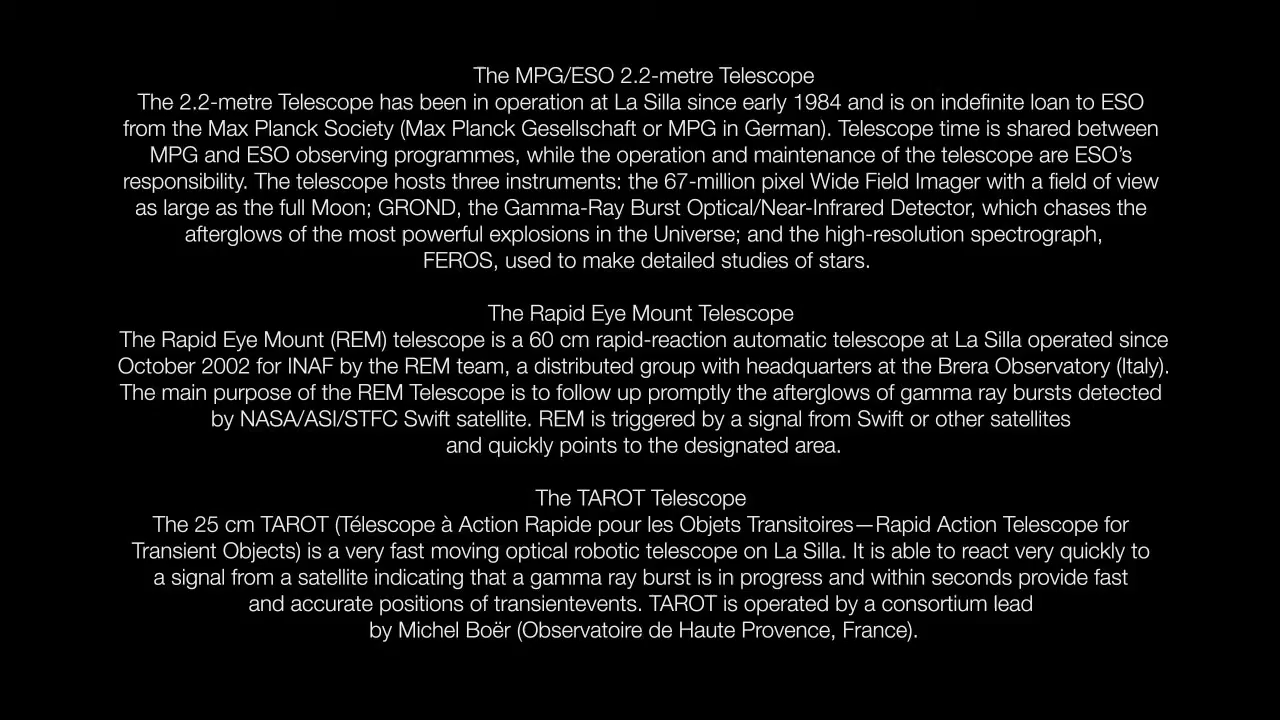 The MPG/ESO 2.2-metre Telescope
The 2.2-metre Telescope has been in operation at La Silla since early 1984 and is on indefinite loan to ESO
from the Max Planck Society (Max Planck Gesellschaft or MPG in German). Telescope time is shared between
MPG and ESO observing programmes, while the operation and maintenance of the telescope are ESO’s
responsibility. The telescope hosts three instruments: the 67-million pixel Wide Field Imager with a field of view
as large as the full Moon; GROND, the Gamma-Ray Burst Optical/Near-Infrared Detector, which chases the
afterglows of the most powerful explosions in the Universe; and the high-resolution spectrograph,
FEROS, used to make detailed studies of stars.
The Rapid Eye Mount Telescope
The Rapid Eye Mount (REM) telescope is a 60 cm rapid-reaction automatic telescope at La Silla operated since
October 2002 for INAF by the REM team, a distributed group with headquarters at the Brera Observatory (Italy).
The main purpose of the REM Telescope is to follow up promptly the afterglows of gamma ray bursts detected
by NASA/ASI/STFC Swift satellite. REM is triggered by a signal from Swift or other satellites
and quickly points to the designated area.
The TAROT Telescope
The 25 cm TAROT (Télescope à Action Rapide pour les Objets Transitoires—Rapid Action Telescope for
Transient Objects) is a very fast moving optical robotic telescope on La Silla. It is able to react very quickly to
a signal from a satellite indicating that a gamma ray burst is in progress and within seconds provide fast
and accurate positions of transientevents. TAROT is operated by a consortium lead
by Michel Boër (Observatoire de Haute Provence, France).